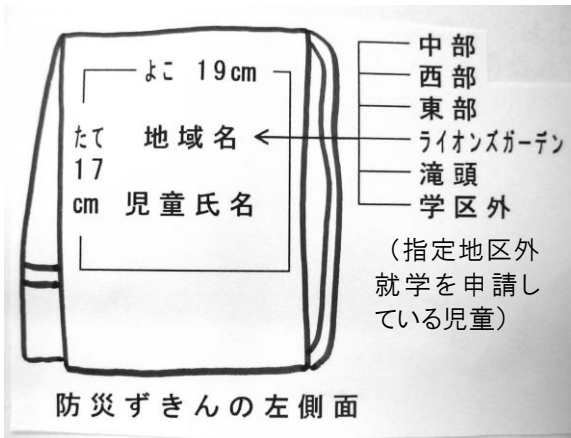 よこ 19cm
たて
17
cm
地域名
児童氏名
中部
西部
東部
ライオンズガーデン
滝頭
学区外
（指定地区外
就学を申請し
ている児童）
防災ずきんの左側面